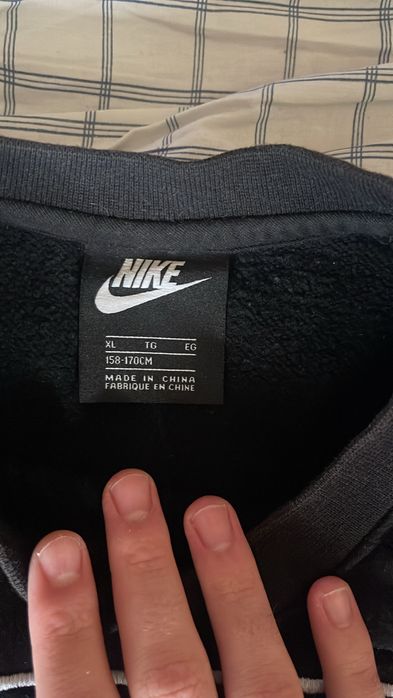 NIKE
XL TG EG
158-170CM
MADE IN CHINA
FABRIQUE EN CHINE